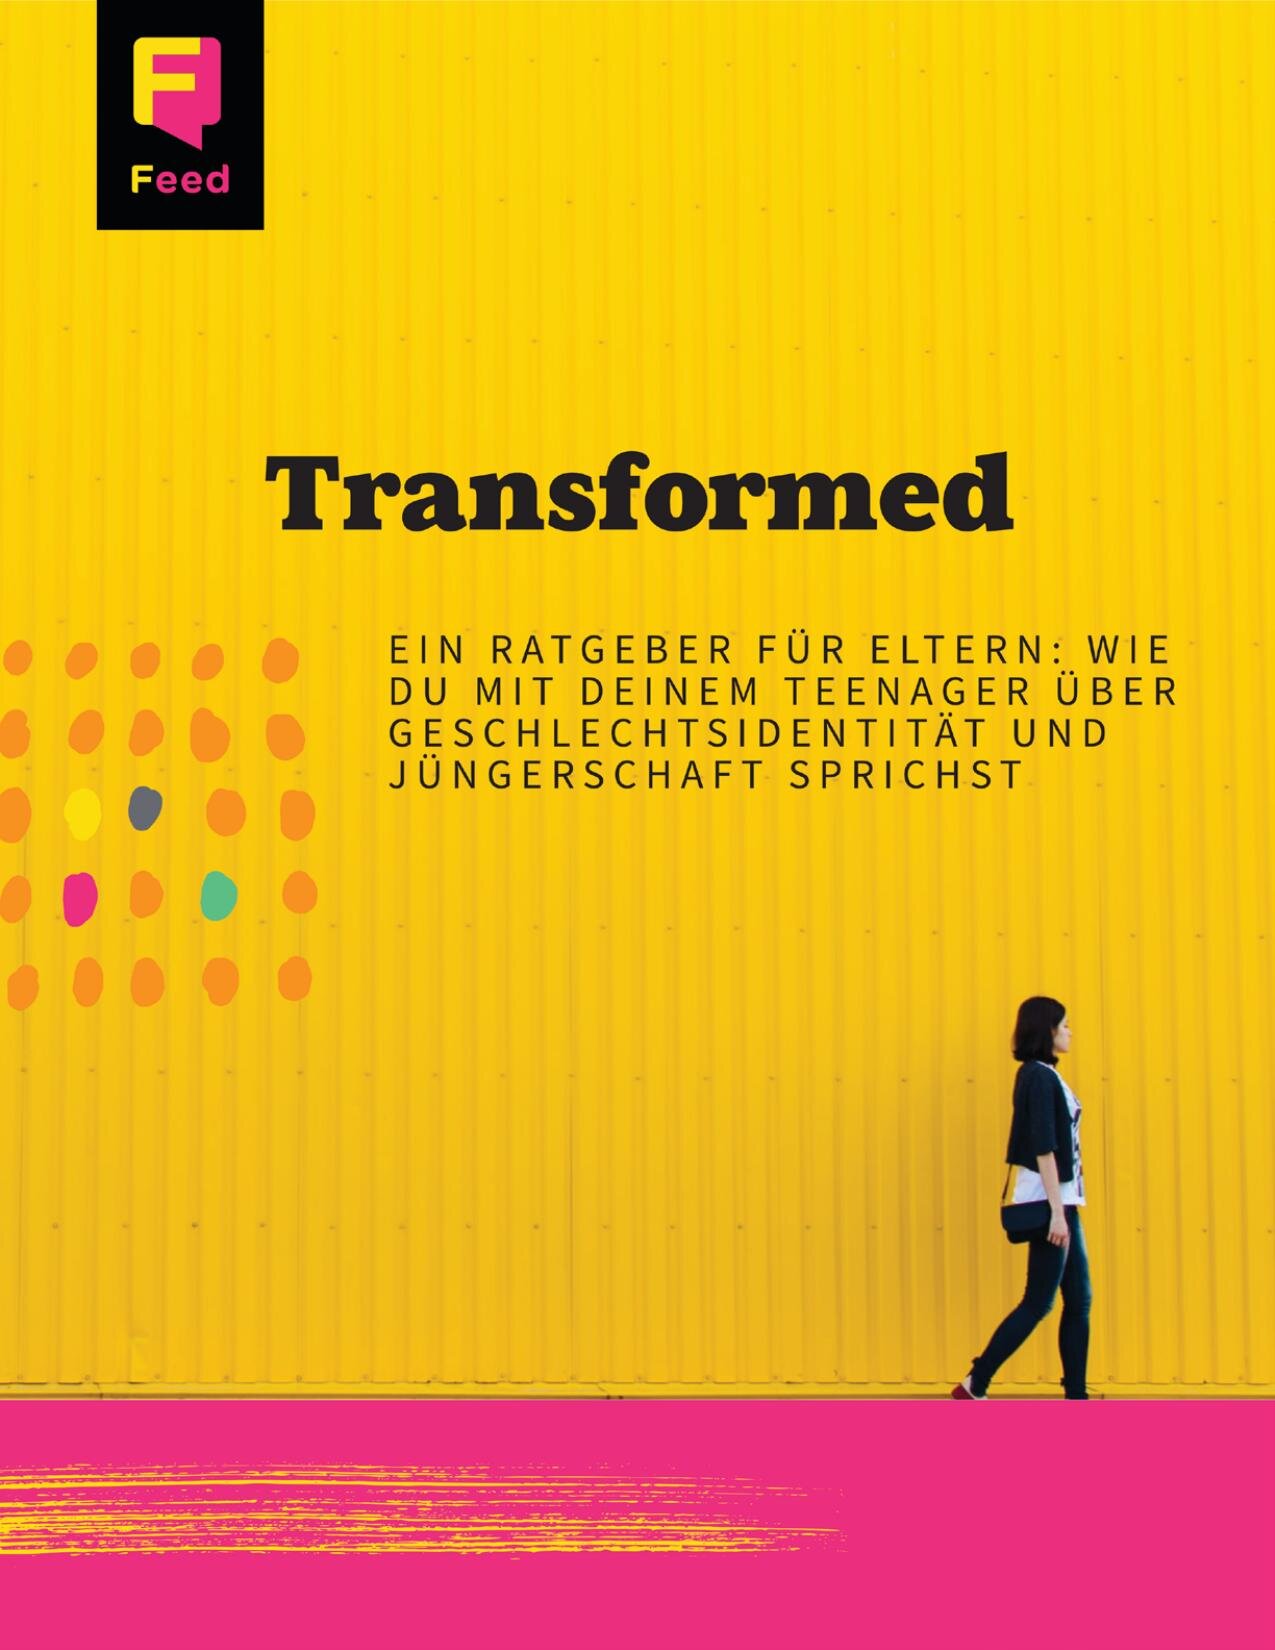 F
Feed
Transformed
EIN RATGEBER FÜR ELTERN: WIE
DU MIT DEINEM TEENAGER ÜBER
GESCHLECHTSIDENTITÄT UND
JÜNGERSCHAFT SPRICHST